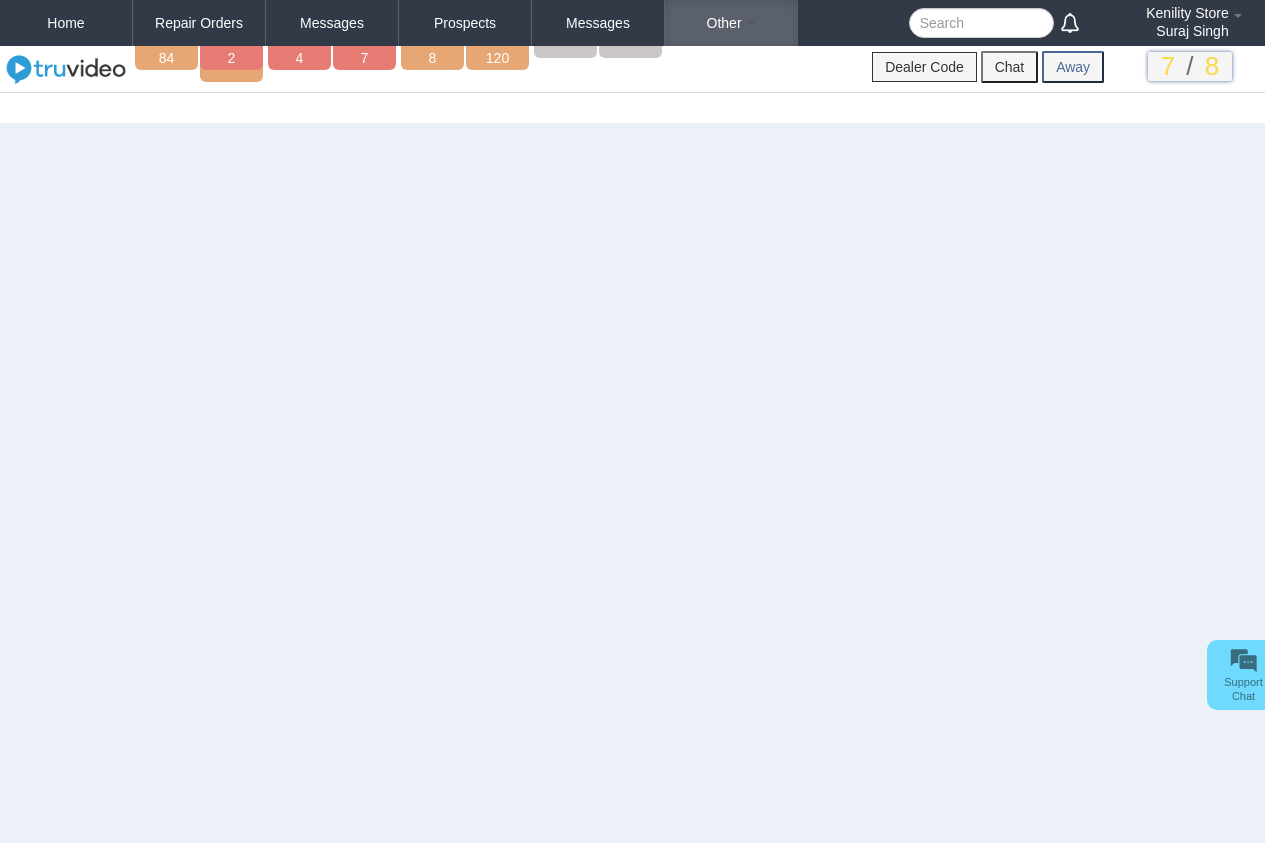 Home
Repair Orders
Messages
Prospects
Messages
Other
Search
Kenility Store
Suraj Singh
truvideo
84
2
4
7
8
120
Dealer Code
Chat
Away
7 / 8
Support
Chat